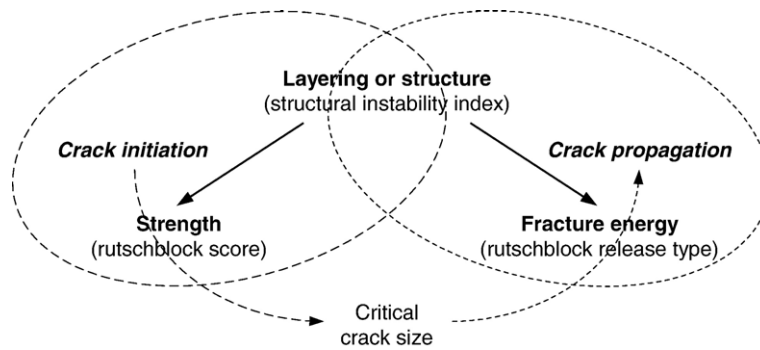 Layering or structure
(structural instability index)
Crack initiation
Crack propagation
Strength
(rutschblock score)
Fracture energy
(rutschblock release type)
Critical
crack size